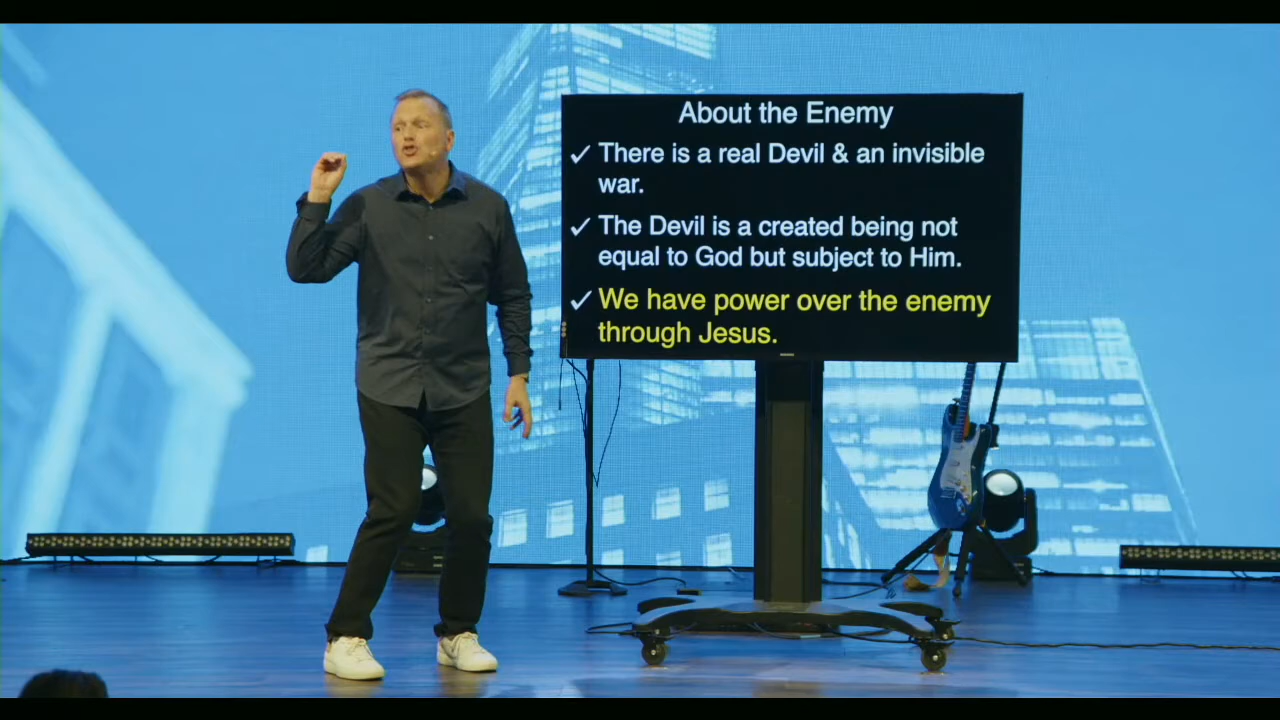 About the Enemy
✓ There is a real Devil & an invisible
war.
✓ The Devil is a created being not
equal to God but subject to Him.
✓ We have power over the enemy
through Jesus.